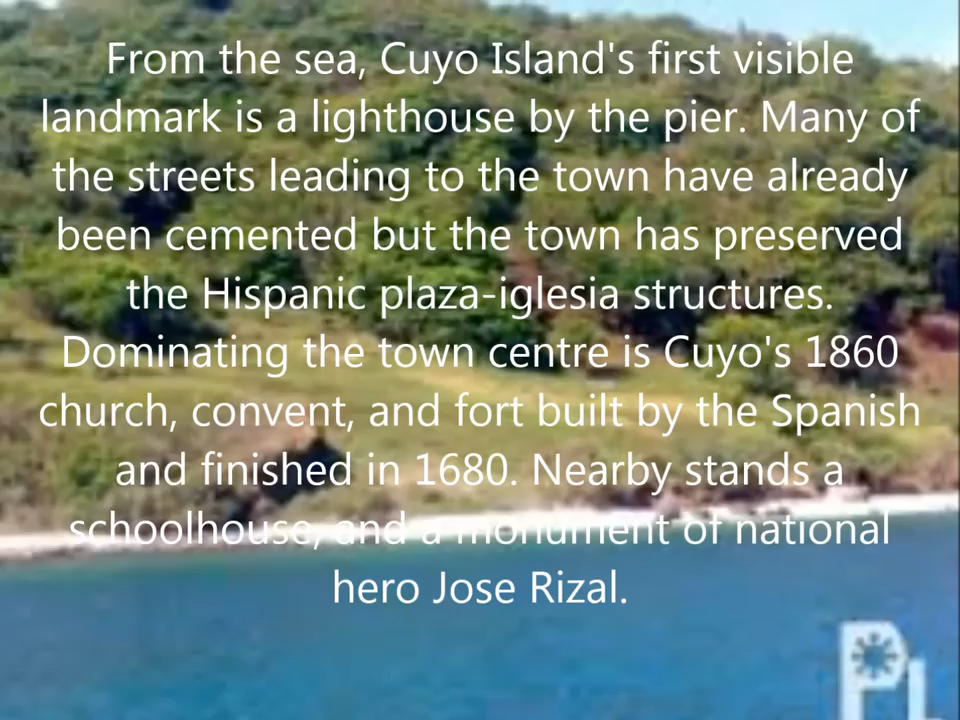 From the sea, Cuyo Island's first visible
landmark is a lighthouse by the pier. Many of
the streets leading to the town have already
been cemented but the town has preserved
the Hispanic plaza-iglesia structures.
Dominating the town centre is Cuyo's 1860
church, convent, and fort built by the Spanish
and finished in 1680. Nearby stands a
schoolhouse, and a monument of national
hero Jose Rizal.
PL